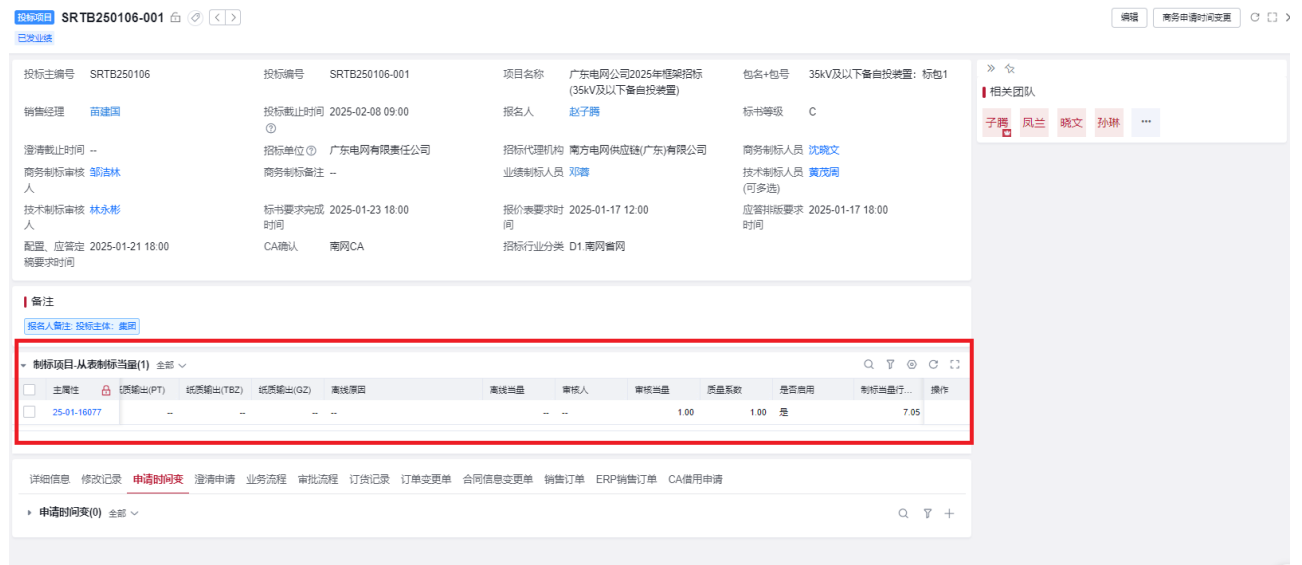 投标项目 SRTB250106-001
编辑 商务申请时间变更
已发业绩
投标主编号 SRTB250106 投标编号 SRTB250106-001 项目名称 广东电网公司2025年框架招标 包名+包号 35kV及以下备自投装置：标包1
(35kV及以下备自投装置)
相关团队
销售经理 苗建国 投标截止时间 2025-02-08 09:00 报名人 赵子腾 标书等级 C
子腾 凤兰 晓文 孙琳 ...
澄清截止时间 -- 招标单位 广东电网有限责任公司 招标代理机构 南方电网供应链(广东)有限公司 商务制标人员 沈晓文
商务制标审核 邹洁林 商务制标备注 -- 业绩制标人员 邓蓉 技术制标人员 黄茂周
人 (可多选)
技术制标审核 林永彬 标书要求完成 2025-01-23 18:00 报价表要求时 2025-01-17 12:00 应答排版要求 2025-01-17 18:00
人 时间 间 时间
配置、应答定 2025-01-21 18:00 CA确认 南网CA 招标行业分类 D1.南网省网
稿要求时间
备注
报名人备注: 投标主体：集团
制标项目-从表制标当量(1) 全部
主属性 纸质输出(PT) 纸质输出(TBZ) 纸质输出(GZ) 离线原因 离线当量 审核人 审核当量 质量系数 是否启用 制标当量行... 操作
25-01-16077 -- -- -- -- -- -- 1.00 1.00 是 7.05
详细信息 修改记录 申请时间变 澄清申请 业务流程 审批流程 订货记录 订单变更单 合同信息变更单 销售订单 ERP销售订单 CA借用申请
申请时间变(0) 全部